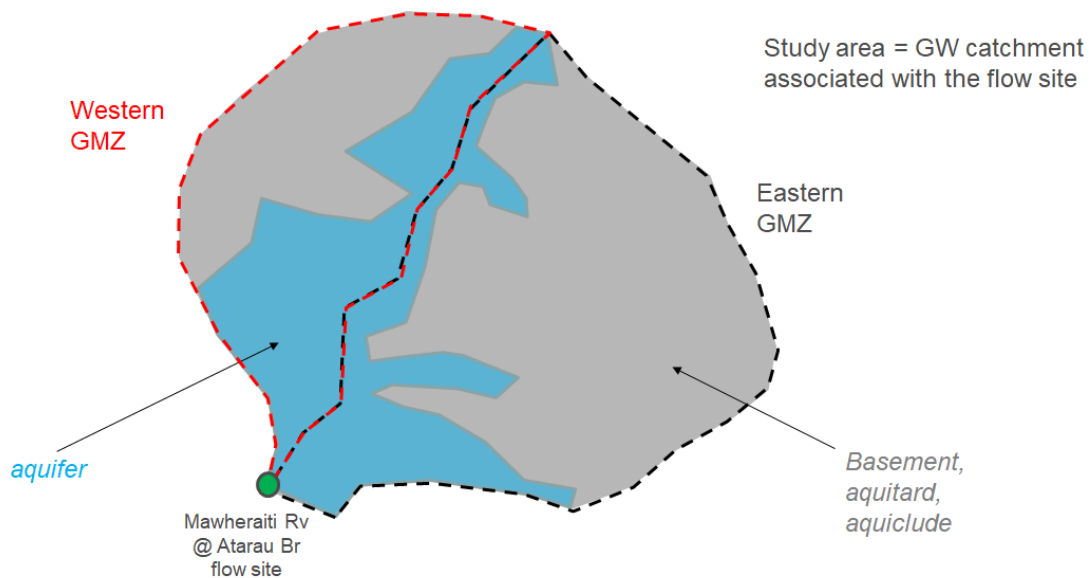 Study area = GW catchment
associated with the flow site
Western
GMZ
Eastern
GMZ
aquifer
Basement,
aquitard,
aquiclude
Mawheraiti Rv
@ Atarau Br
flow site